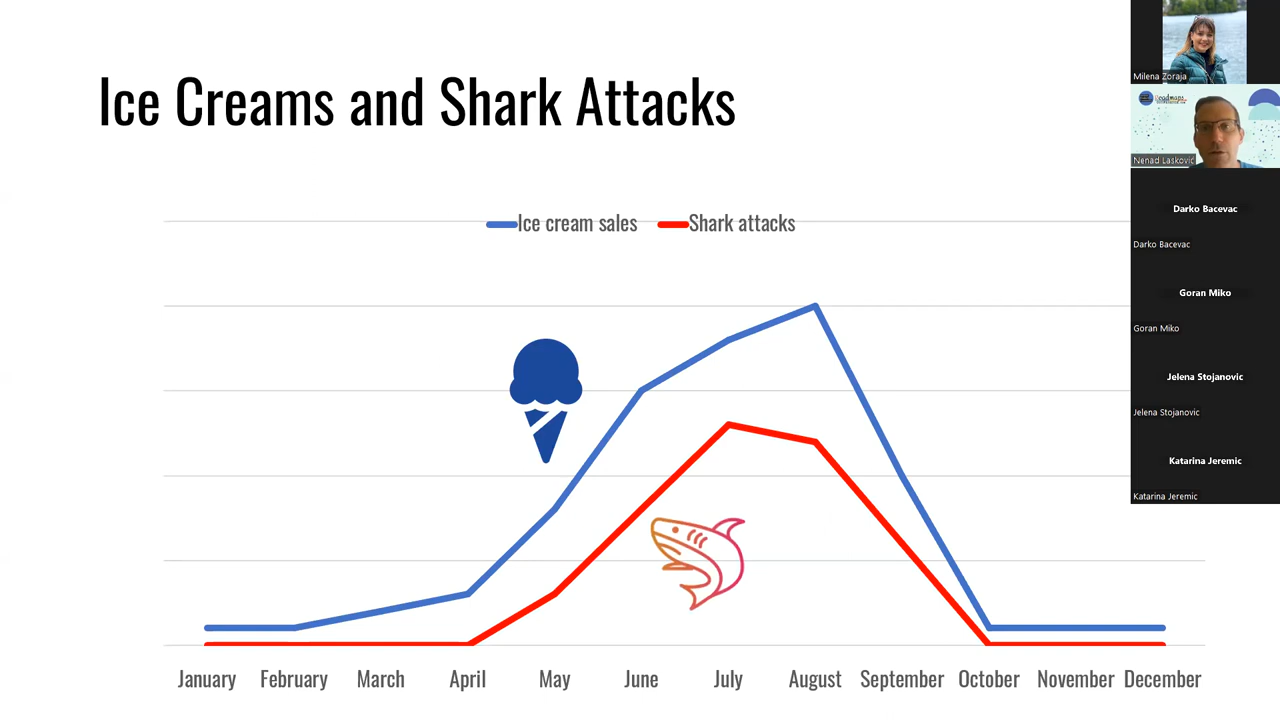 Ice Creams and Shark Attacks
Ice cream sales
Shark attacks
January
February
March
April
May
June
July
August
September
October
November
December
Milena Zoraja
Nenad Lasković
Darko Bacevac
Darko Bacevac
Goran Miko
Goran Miko
Jelena Stojanovic
Jelena Stojanovic
Katarina Jeremic
Katarina Jeremic